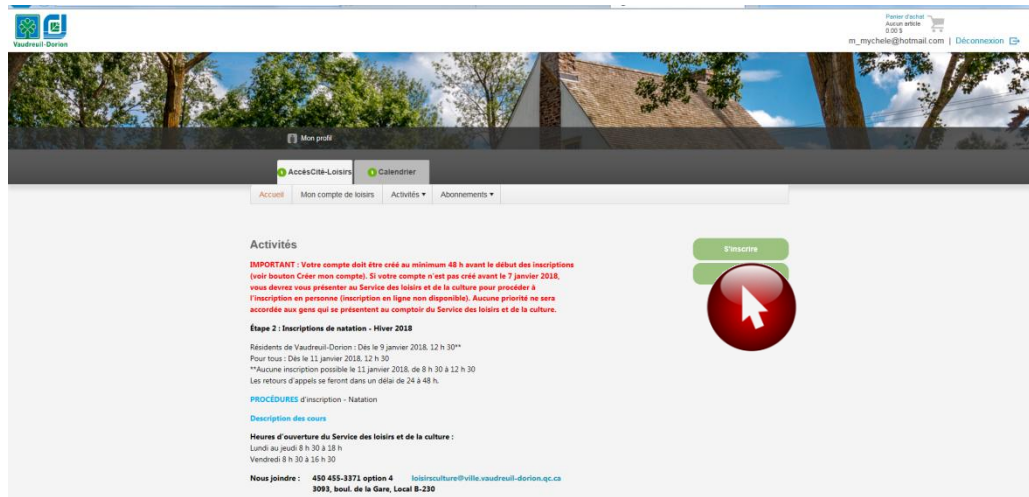 Vaudreuil-Dorion
Panier d'achat
Aucun article
0.00 $
m_mychele@hotmail.com | Déconnexion
Mon profil
AccèsCité-Loisirs
Calendrier
Accueil
Mon compte de loisirs
Activités
Abonnements
Activités
S'inscrire
IMPORTANT : Votre compte doit être créé au minimum 48 h avant le début des inscriptions
(voir bouton Créer mon compte). Si votre compte n'est pas créé avant le 7 janvier 2018,
vous devrez vous présenter au Service des loisirs et de la culture pour procéder à
l'inscription en personne (inscription en ligne non disponible). Aucune priorité ne sera
accordée aux gens qui se présentent au comptoir du Service des loisirs et de la culture.
Étape 2 : Inscriptions de natation - Hiver 2018
Résidents de Vaudreuil-Dorion : Dès le 9 janvier 2018, 12 h 30**
Pour tous : Dès le 11 janvier 2018, 12 h 30
**Aucune inscription possible le 11 janvier 2018, de 8 h 30 à 12 h 30
Les retours d'appels se feront dans un délai de 24 à 48 h.
PROCÉDURES d'inscription - Natation
Description des cours
Heures d'ouverture du Service des loisirs et de la culture :
Lundi au jeudi 8 h 30 à 18 h
Vendredi 8 h 30 à 16 h 30
Nous joindre : 450 455-3371 option 4 loisirsculture@ville.vaudreuil-dorion.qc.ca
3093, boul. de la Gare, Local B-230